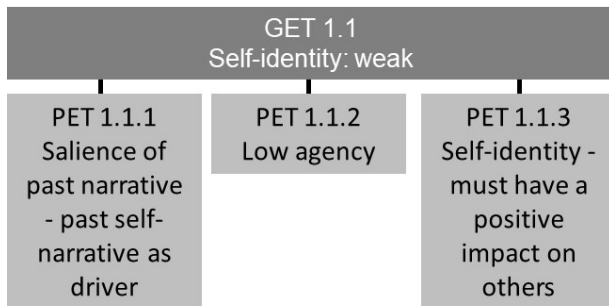 GET 1.1
Self-identity: weak
PET 1.1.1
Salience of
past narrative
- past self-
narrative as
driver
PET 1.1.2
Low agency
PET 1.1.3
Self-identity -
must have a
positive
impact on
others